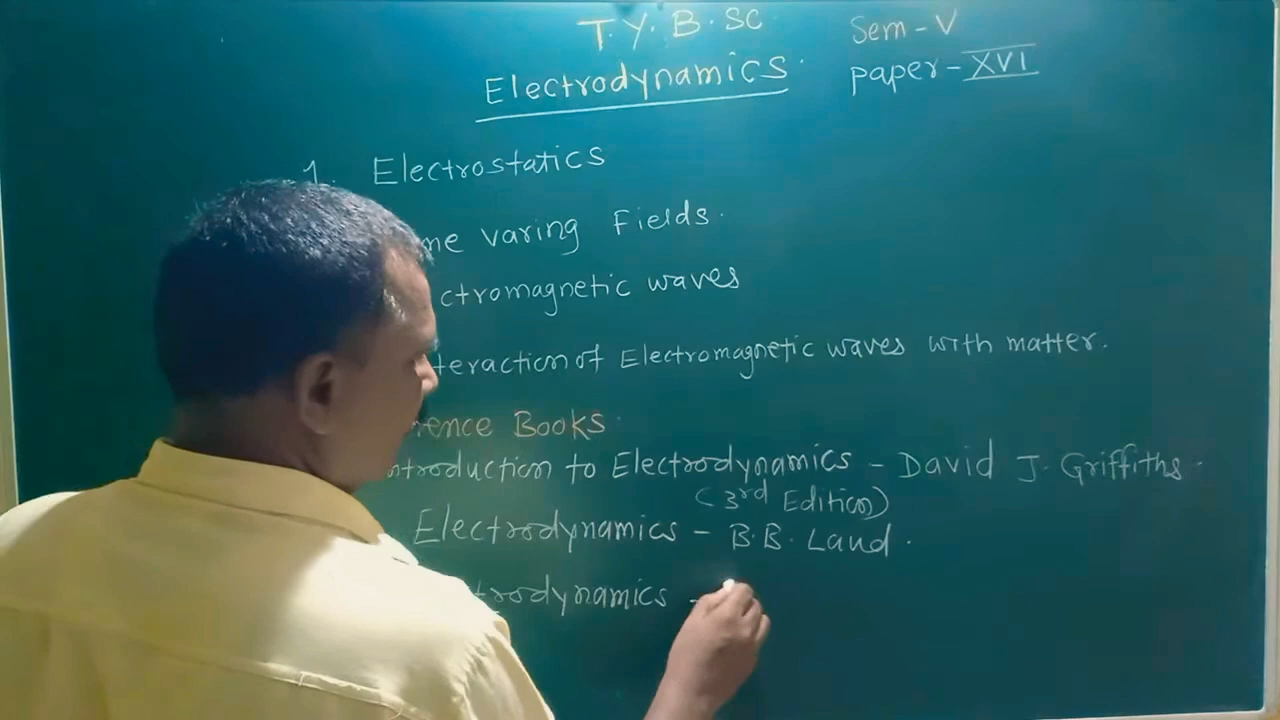 T.Y.B.SC Sem-V
Electrodynamics. paper-XVI
1. Electrostatics
me varing Fields.
ctromagnetic waves
teraction of Electromagnetic waves with matter.
rence Books.
ntroduction to Electrodynamics - David J. Griffiths.
(3rd Edition)
Electrodynamics - B.B. Laud.
trodynamics -